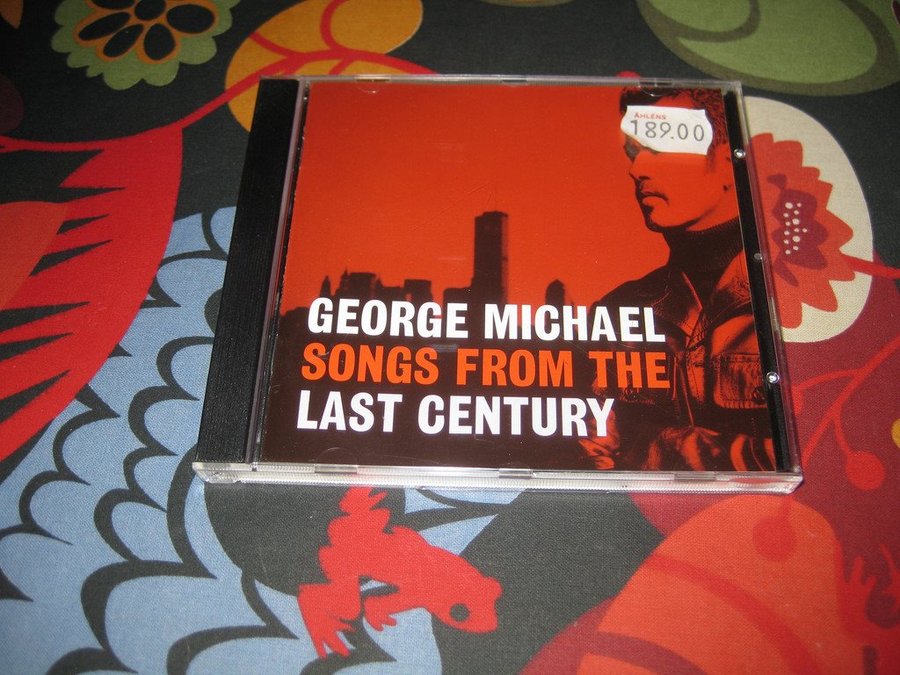 ÅHLÉNS
189.00
GEORGE MICHAEL
SONGS FROM THE
LAST CENTURY